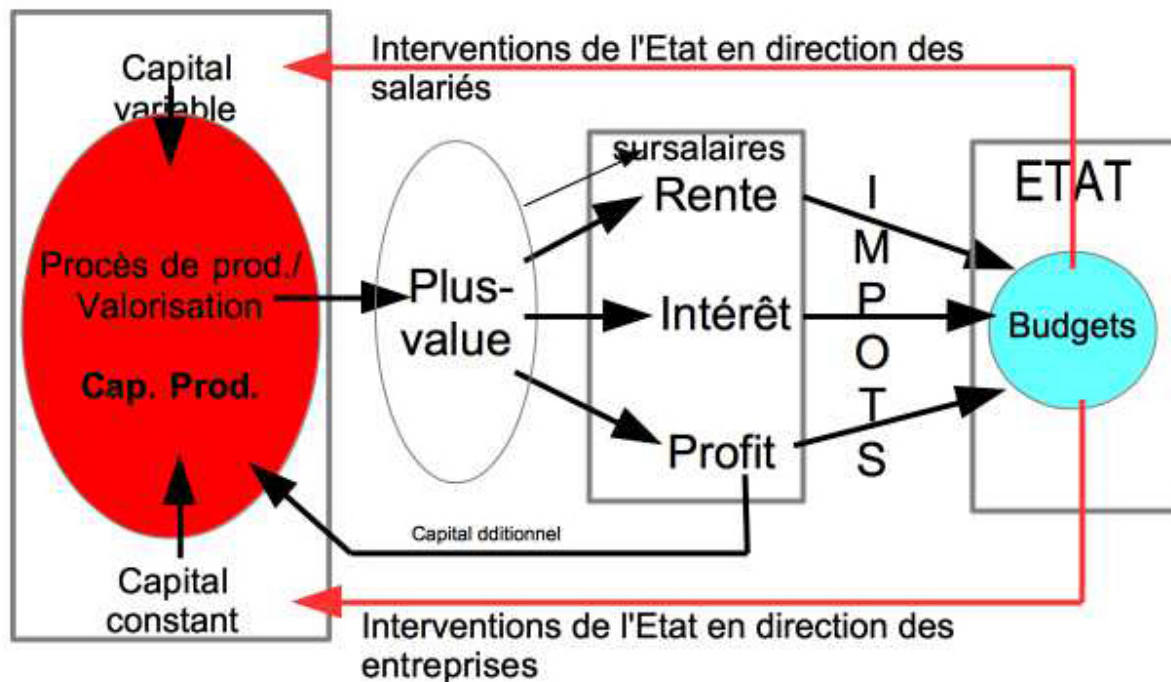 Interventions de l'Etat en direction des
salariés
Capital
variable
Procès de prod./
Valorisation
Cap. Prod.
Capital
constant
Plus-
value
sursalaires
Rente
Intérêt
Profit
Capital dditionnel
I
M
P
O
T
S
ETAT
Budgets
Interventions de l'Etat en direction des
entreprises